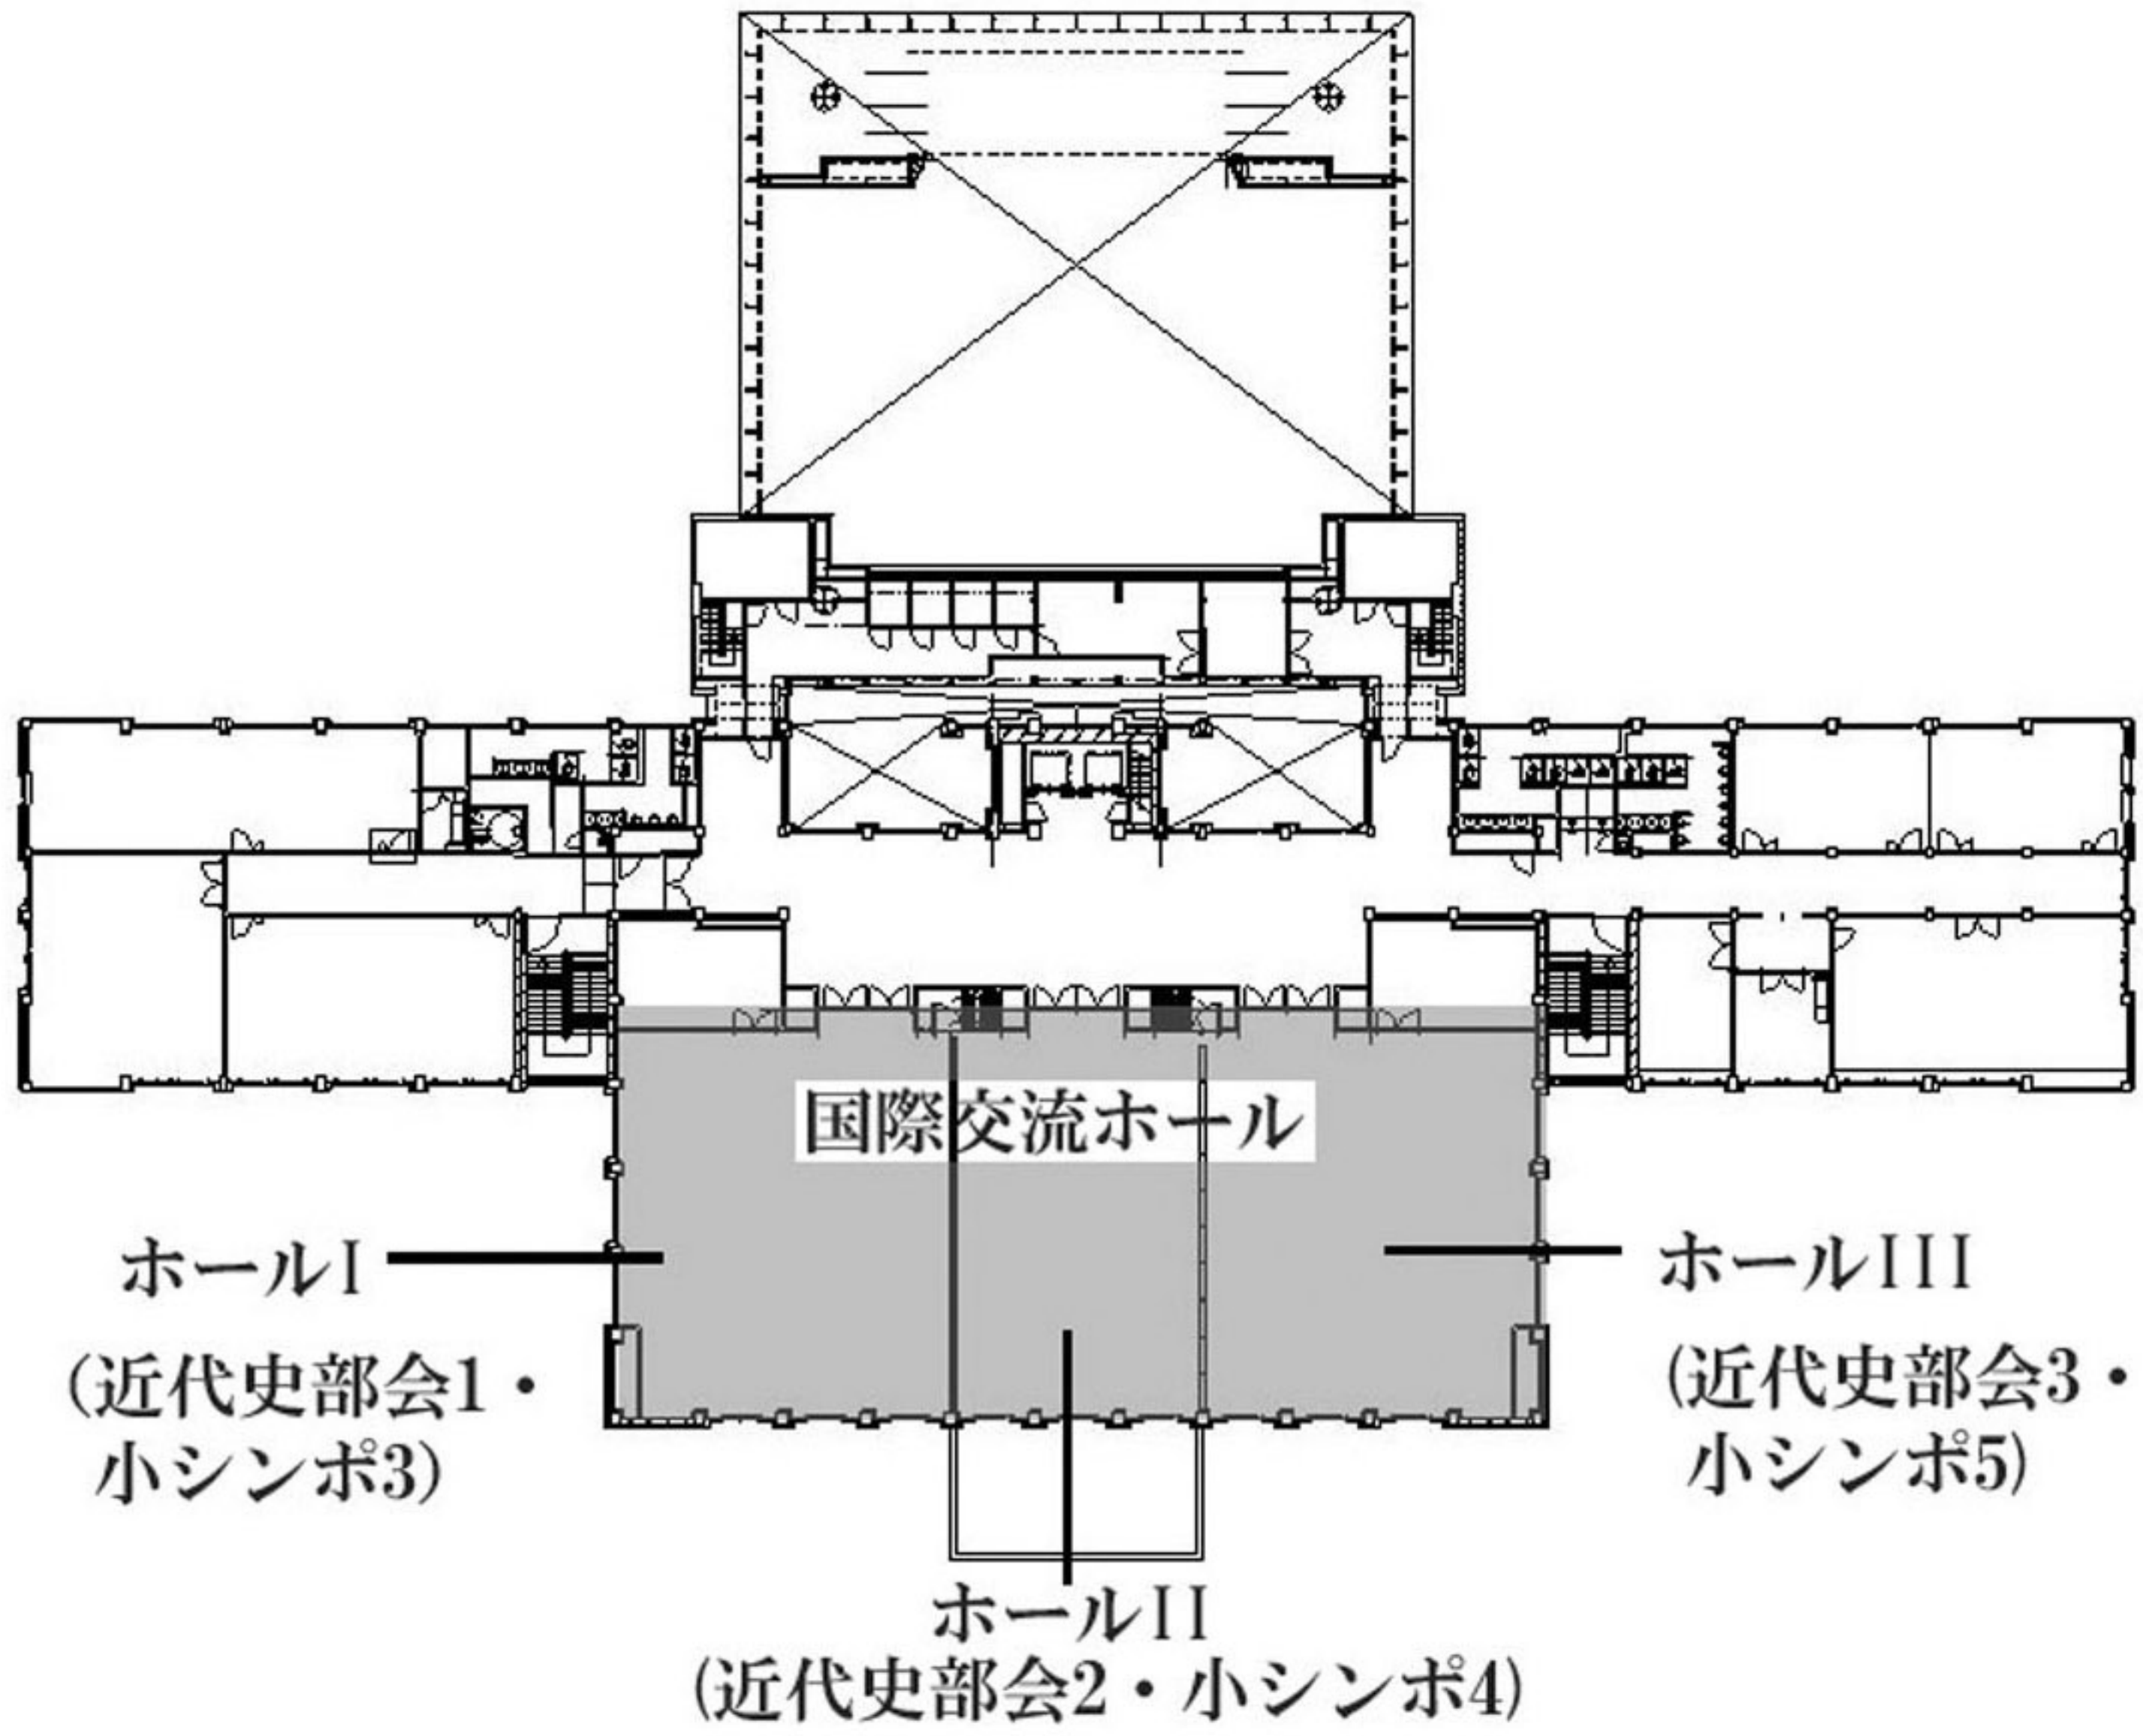 国際交流ホール
ホールI
(近代史部会1・
小シンポ3)
ホールIII
(近代史部会3・
小シンポ5)
ホールII
(近代史部会2・小シンポ4)